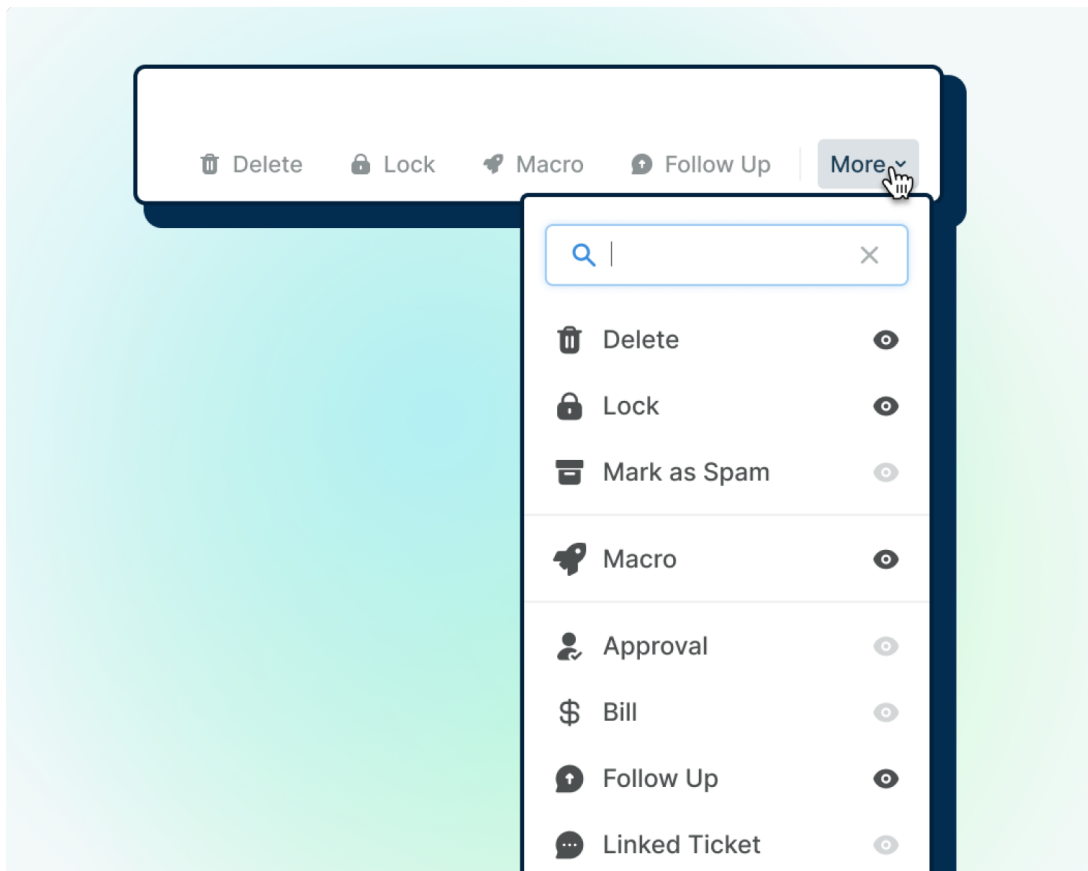 Delete Lock Macro Follow Up More
Delete
Lock
Mark as Spam
Macro
Approval
Bill
Follow Up
Linked Ticket